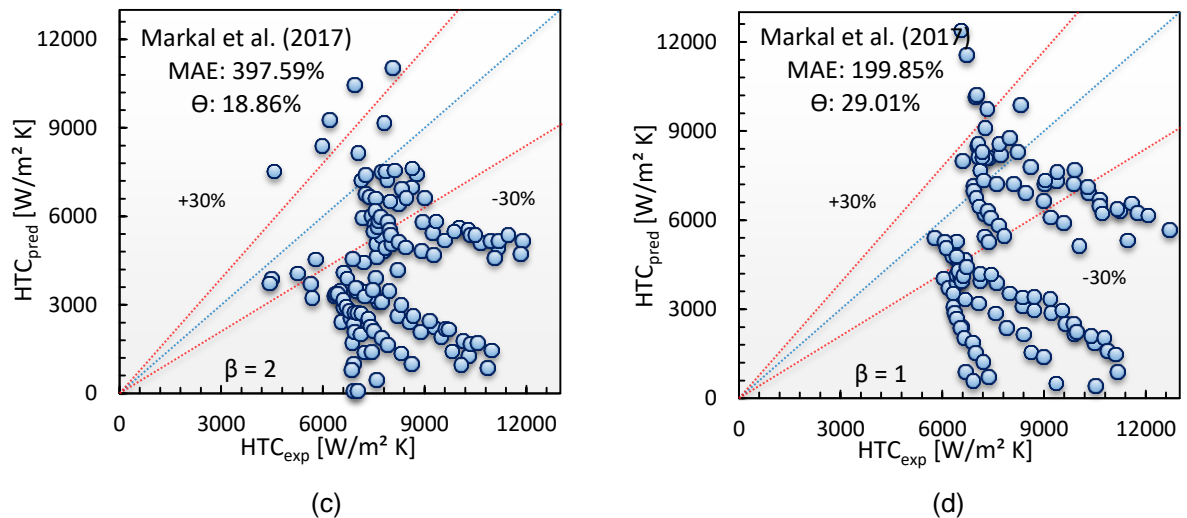 12000
9000
6000
3000
0
HTC_pred [W/m² K]
Markal et al. (2017)
MAE: 397.59%
Ө: 18.86%
+30%
-30%
β = 2
0 3000 6000 9000 12000
HTC_exp [W/m² K]
(c)
12000
9000
6000
3000
0
HTC_pred [W/m² K]
Markal et al. (2017)
MAE: 199.85%
Ө: 29.01%
+30%
-30%
β = 1
0 3000 6000 9000 12000
HTC_exp [W/m² K]
(d)